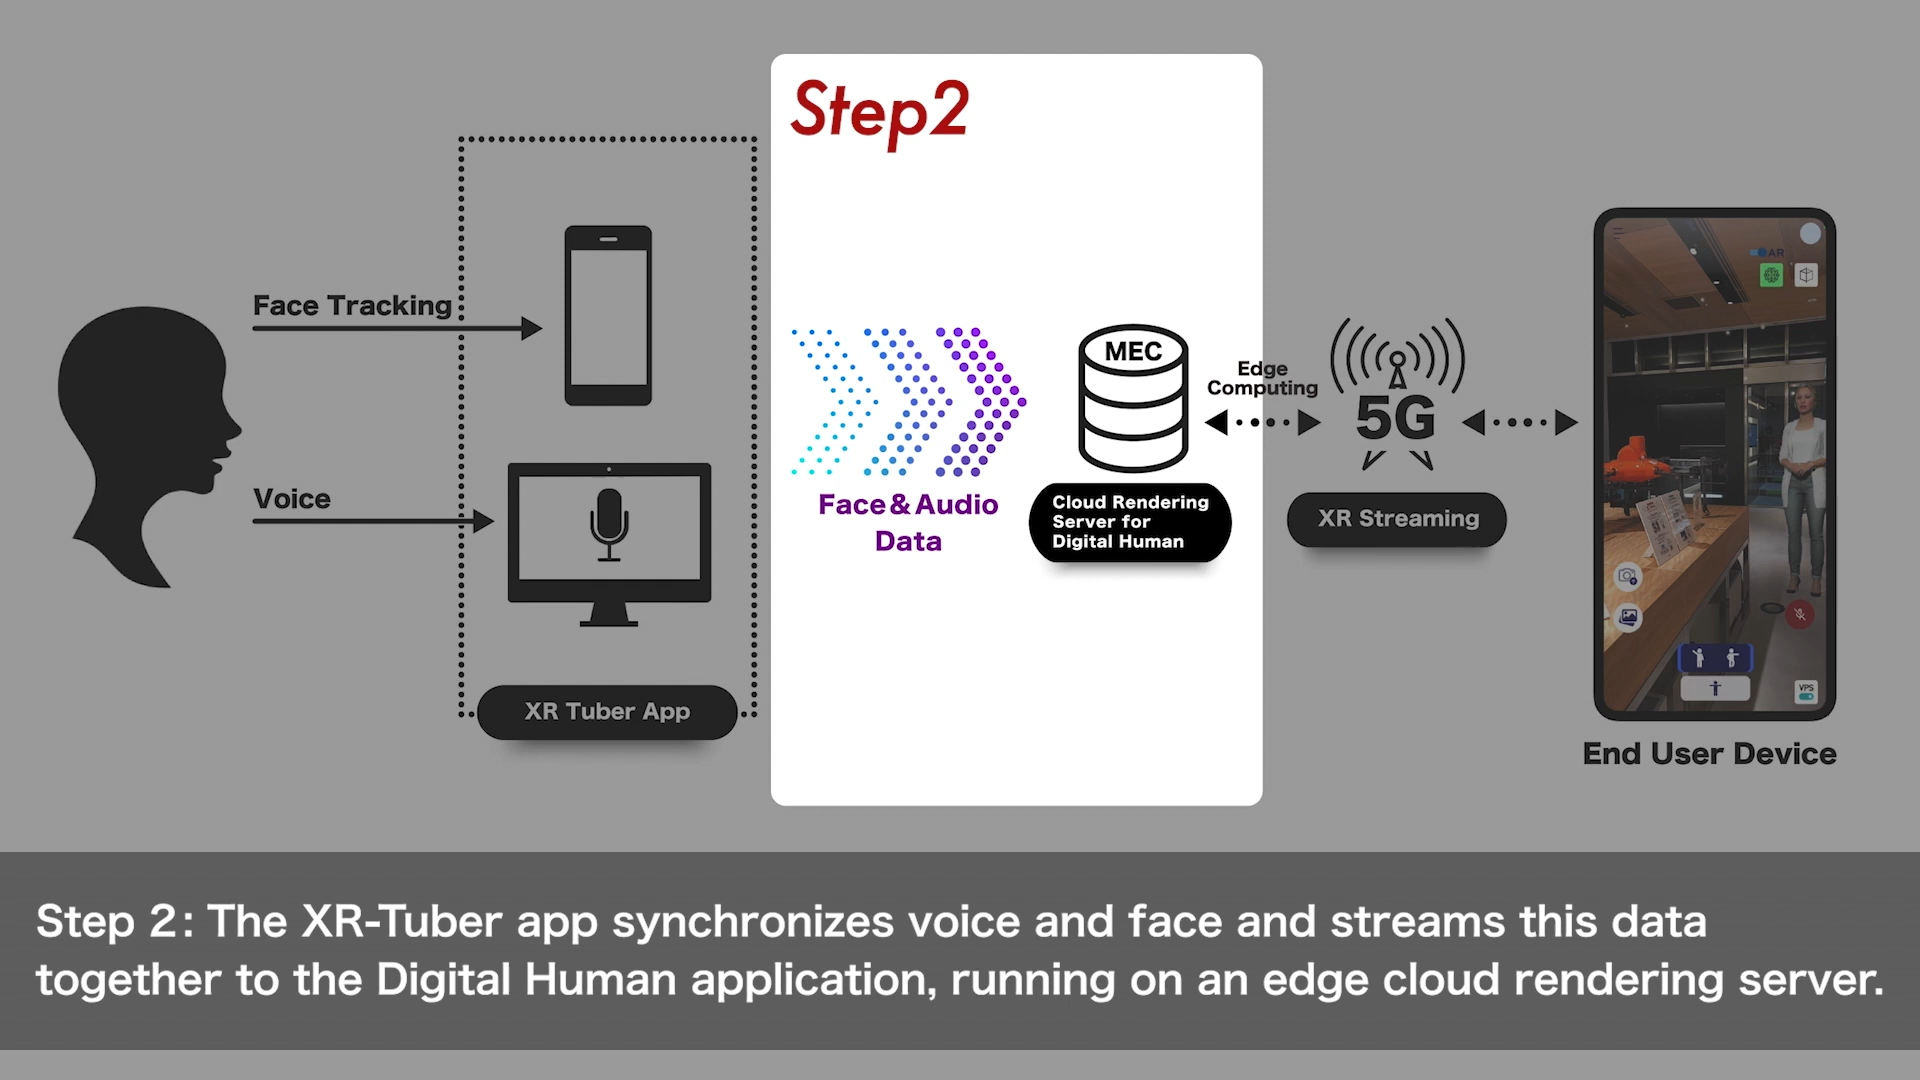 Step2
Face Tracking
Voice
XR Tuber App
Face & Audio
Data
MEC
Cloud Rendering
Server for
Digital Human
Edge
Computing
5G
XR Streaming
AR
VPS
End User Device
Step 2: The XR-Tuber app synchronizes voice and face and streams this data
together to the Digital Human application, running on an edge cloud rendering server.